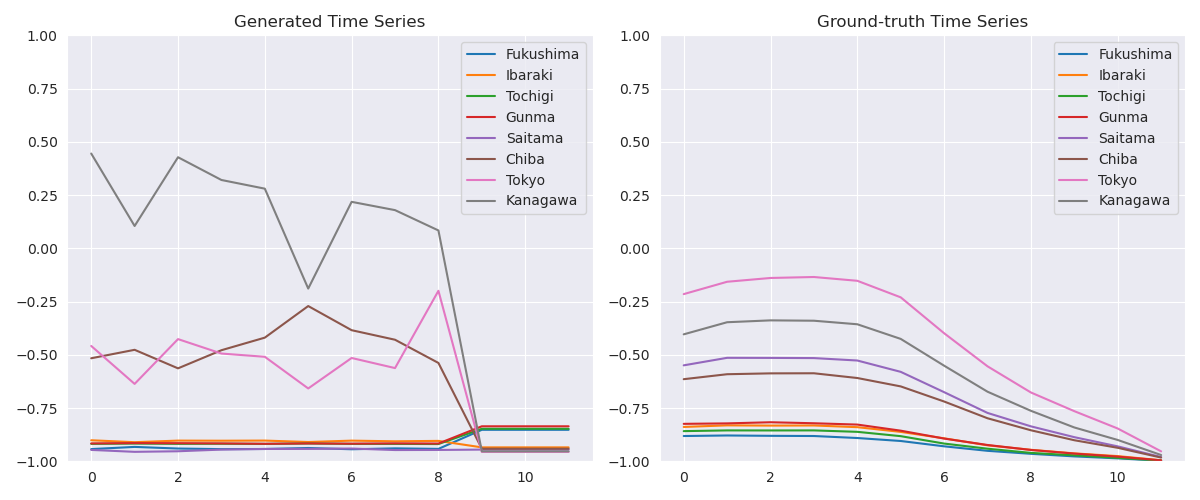 Generated Time Series
1.00
0.75
0.50
0.25
0.00
−0.25
−0.50
−0.75
−1.00
0 2 4 6 8 10
Fukushima
Ibaraki
Tochigi
Gunma
Saitama
Chiba
Tokyo
Kanagawa
Ground-truth Time Series
1.00
0.75
0.50
0.25
0.00
−0.25
−0.50
−0.75
−1.00
0 2 4 6 8 10
Fukushima
Ibaraki
Tochigi
Gunma
Saitama
Chiba
Tokyo
Kanagawa